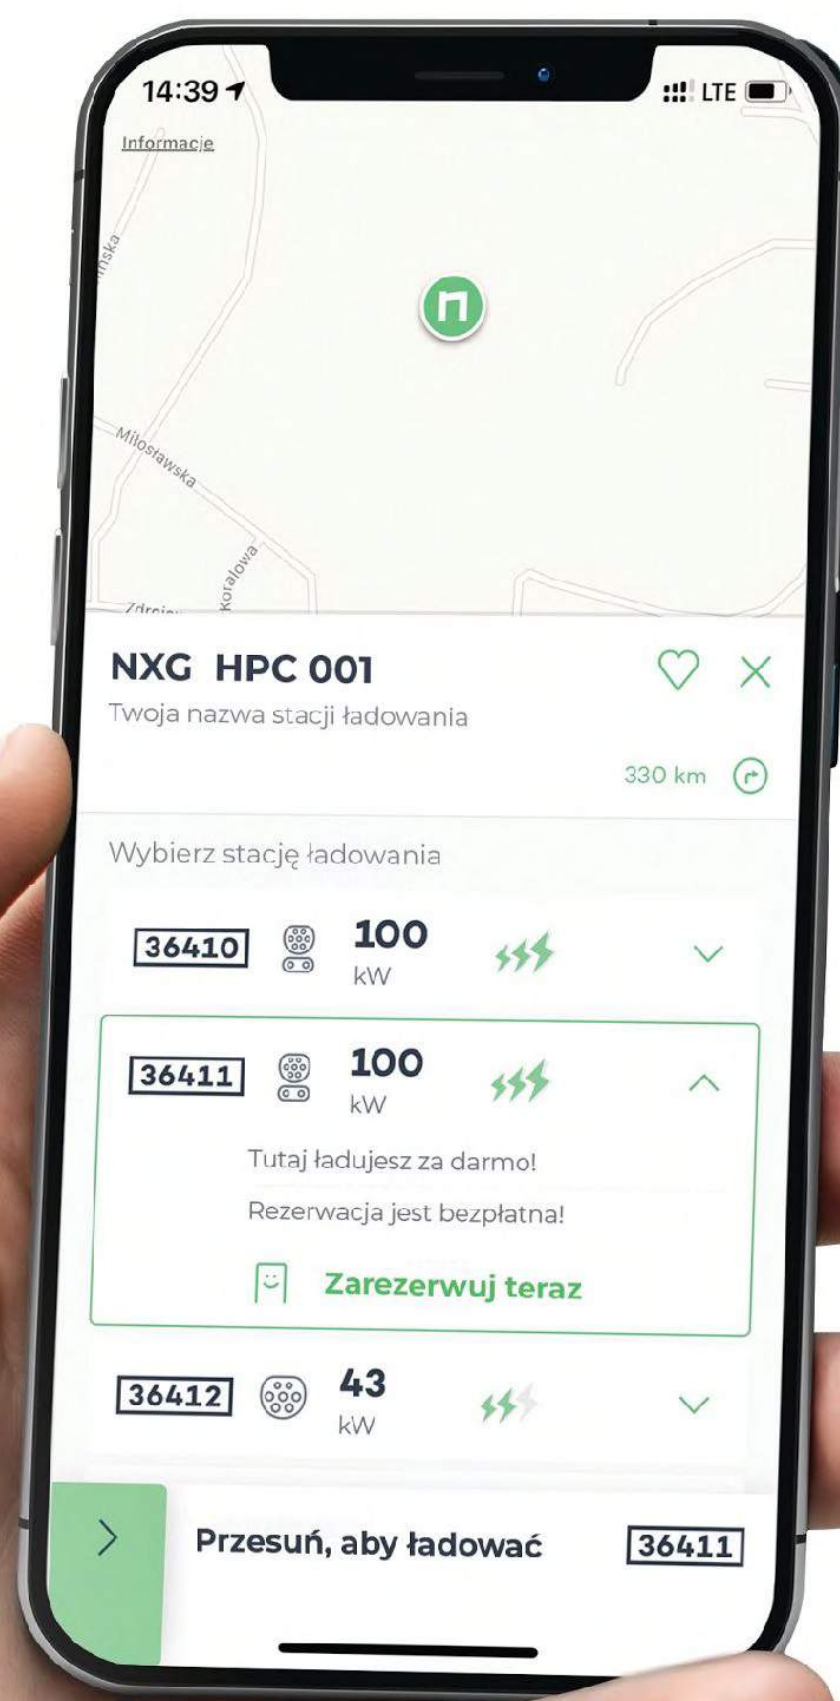 14:39
LTE
Informacje
Miłosławska
Koralowa
n
NXG HPC 001
Twoja nazwa stacji ładowania
330 km
Wybierz stację ładowania
36410 100 kW
36411 100 kW
Tutaj ładujesz za darmo!
Rezerwacja jest bezpłatna!
Zarezerwuj teraz
36412 43 kW
Przesuń, aby ładować 36411